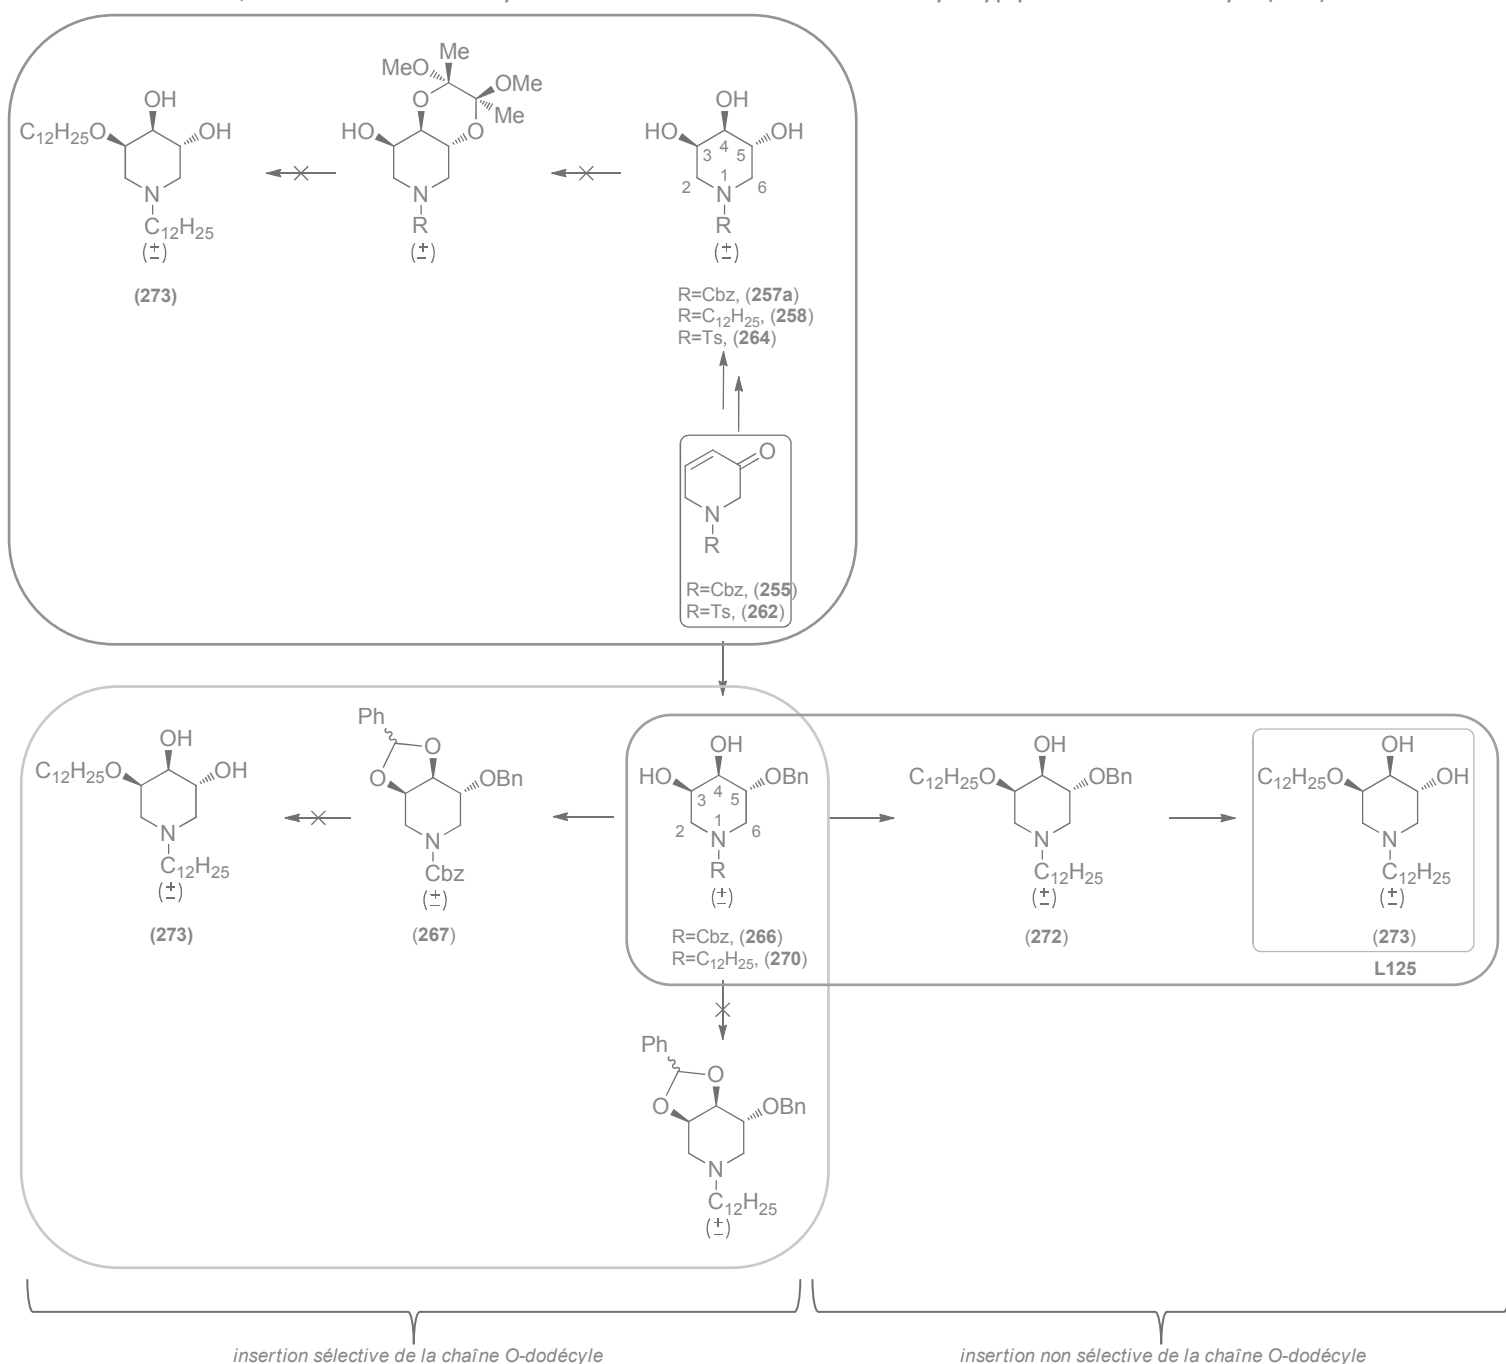 Me
MeO
OMe
Me
OH
C12H25O
OH
N
C12H25
(±)
(273)
HO
O
O
N
R
(±)
OH
HO
OH
3
4
5
2
1
6
N
R
(±)
R=Cbz, (257a)
R=C12H25, (258)
R=Ts, (264)
O
N
R
R=Cbz, (255)
R=Ts, (262)
OH
C12H25O
OH
N
C12H25
(±)
(273)
Ph
O
O
OBn
N
Cbz
(±)
(267)
OH
HO
OBn
3
4
5
2
1
6
N
R
(±)
R=Cbz, (266)
R=C12H25, (270)
OH
C12H25O
OBn
N
C12H25
(±)
(272)
OH
C12H25O
OH
N
C12H25
(±)
(273)
L125
Ph
O
O
OBn
N
C12H25
(±)
insertion sélective de la chaîne O-dodécyle
insertion non sélective de la chaîne O-dodécyle